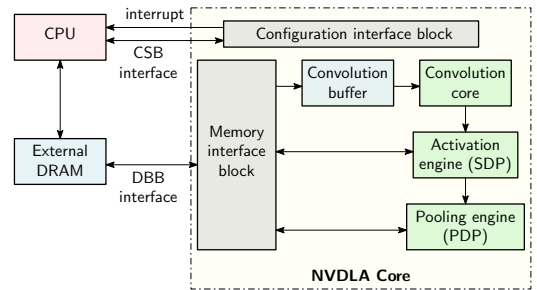 interrupt
CPU
Configuration interface block
CSB
interface
Convolution
buffer
Convolution
core
Memory
interface
block
External
DRAM
DBB
interface
Activation
engine (SDP)
Pooling engine
(PDP)
NVDLA Core